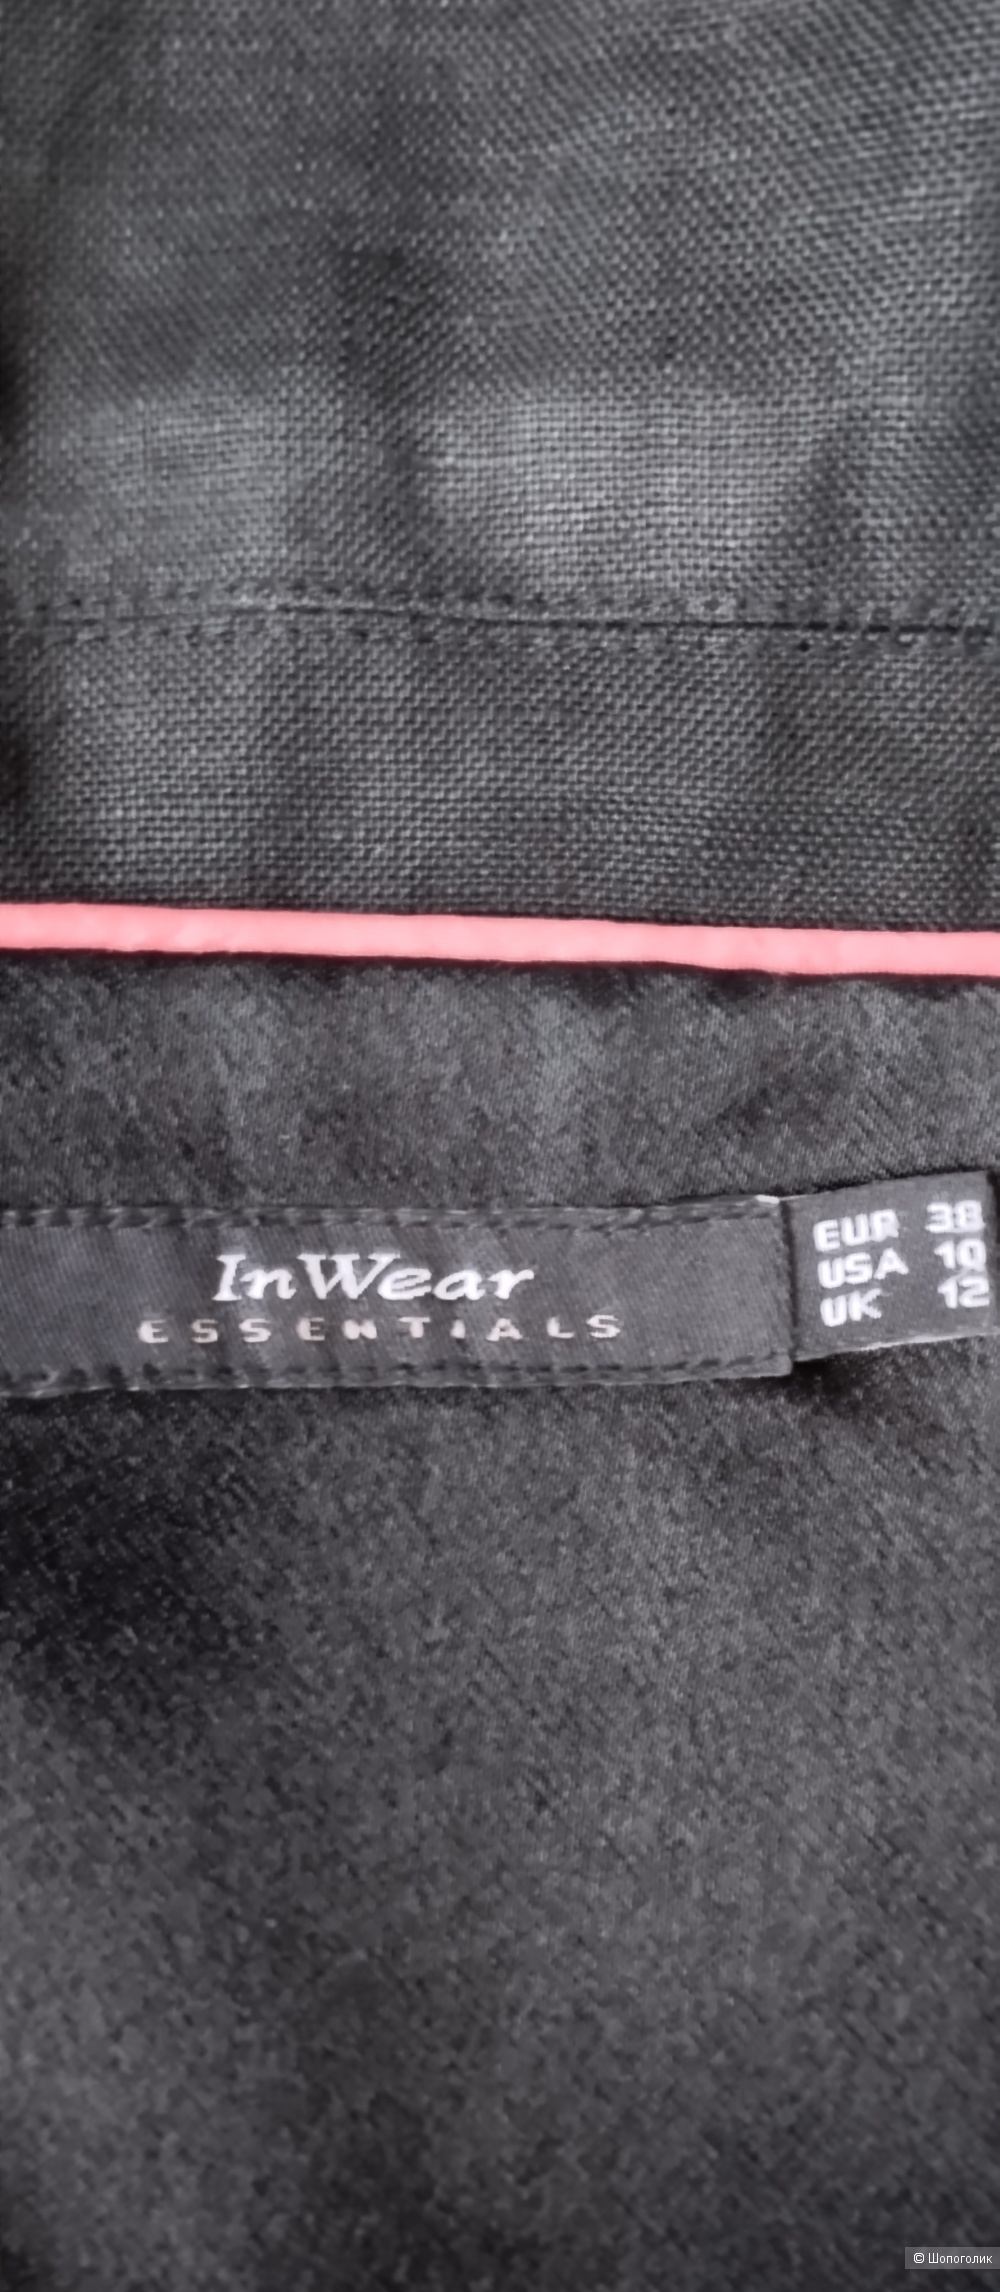 InWear
ESSENTIALS
EUR 38
USA 10
UK 12
© Шопоголик